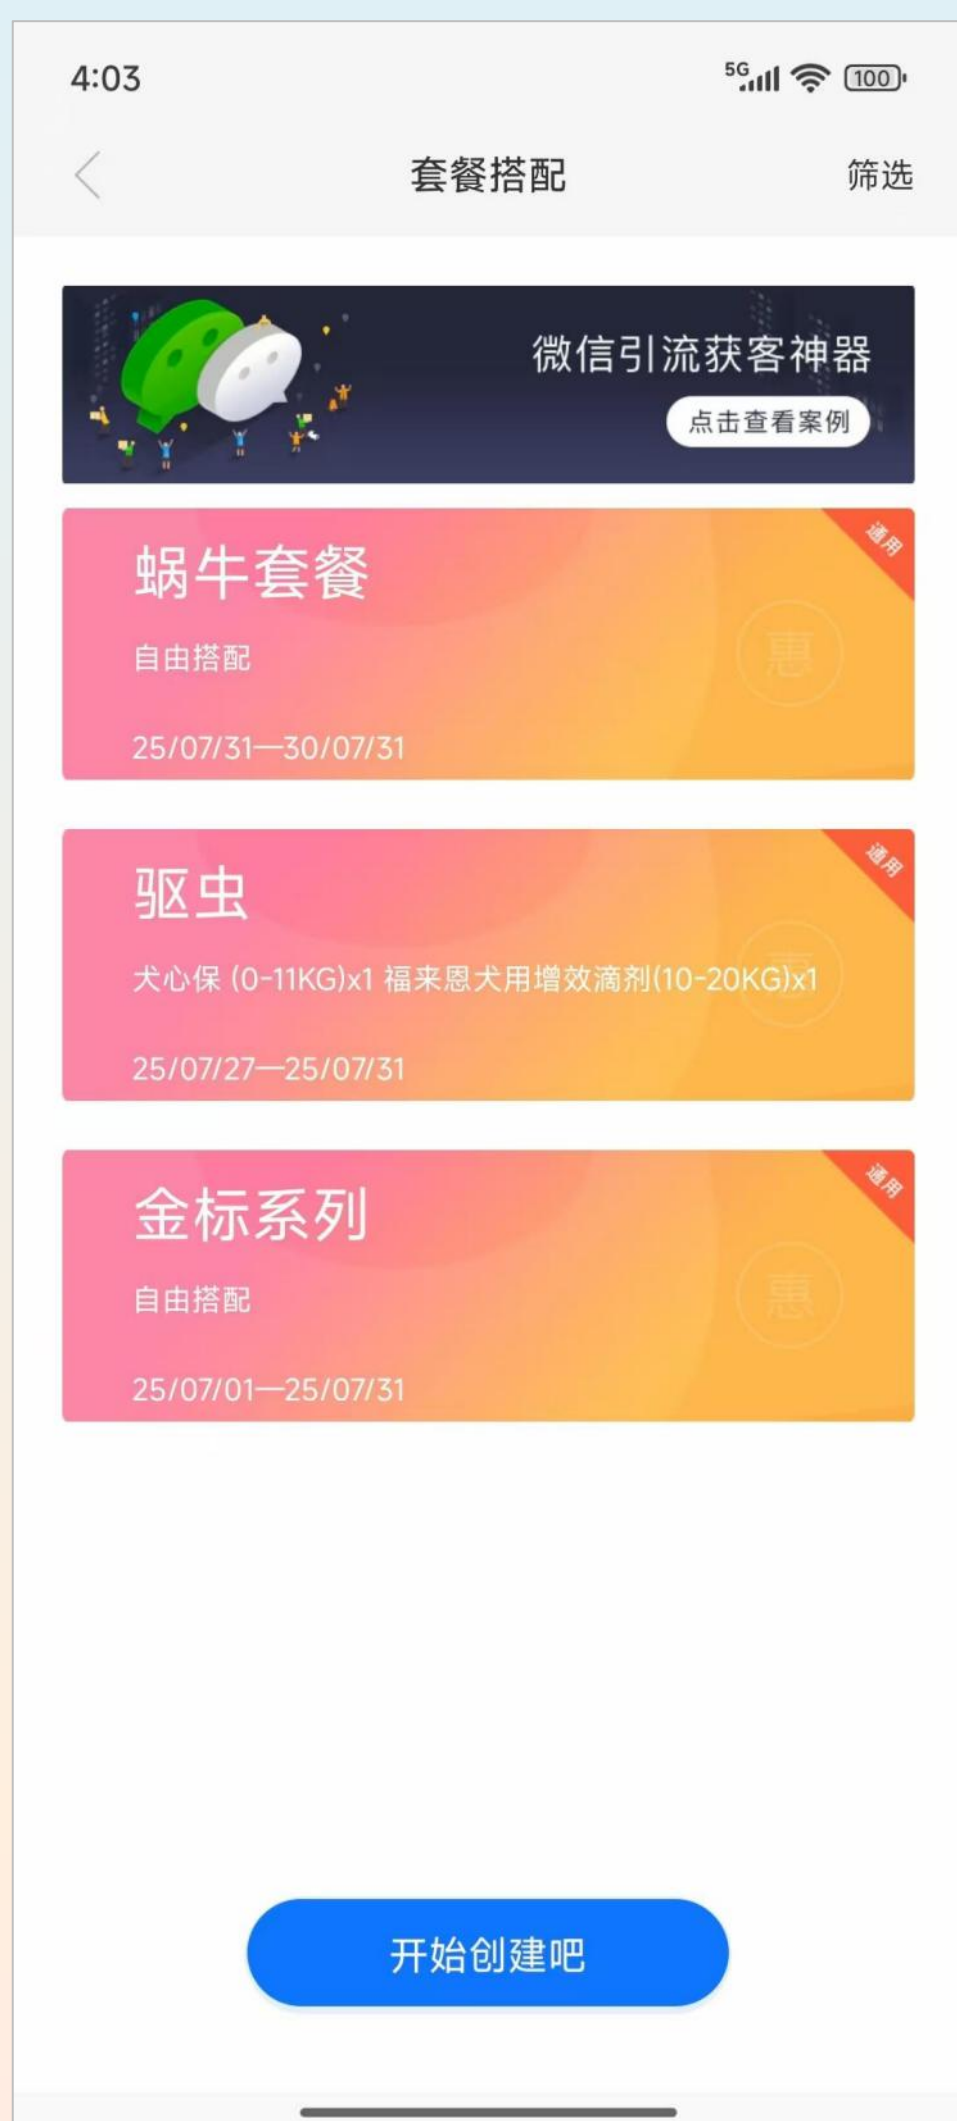 4:03
5G 100
套餐搭配 筛选
微信引流获客神器
点击查看案例
通用
蜗牛套餐
惠
自由搭配
25/07/31—30/07/31
通用
驱虫
惠
犬心保 (0-11KG)x1 福来恩犬用增效滴剂(10-20KG)x1
25/07/27—25/07/31
通用
金标系列
惠
自由搭配
25/07/01—25/07/31
开始创建吧